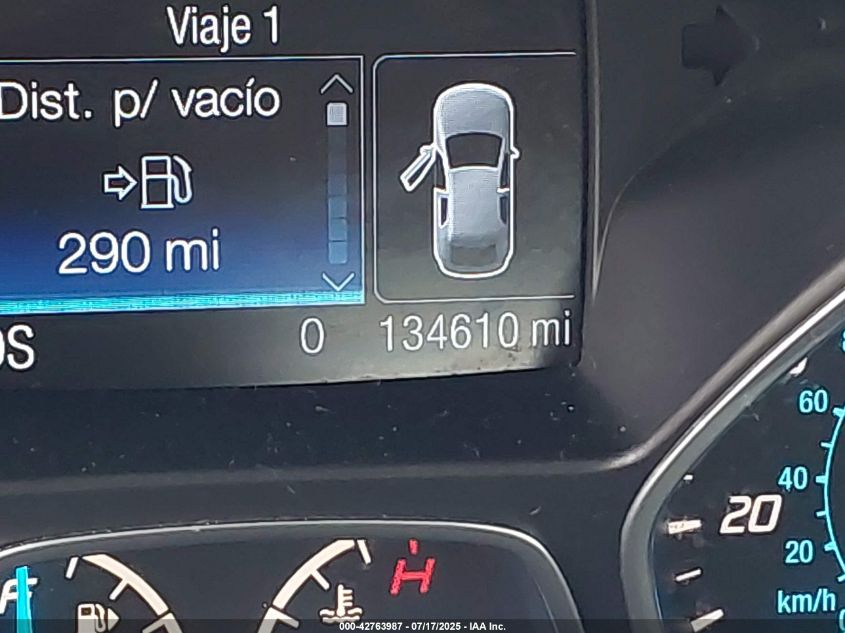 Viaje 1
Dist. p/ vacío
290 mi
0 134610 mi
60
40
20
20
km/h
F
H
000-42763987 - 07/17/2025 - IAA Inc.